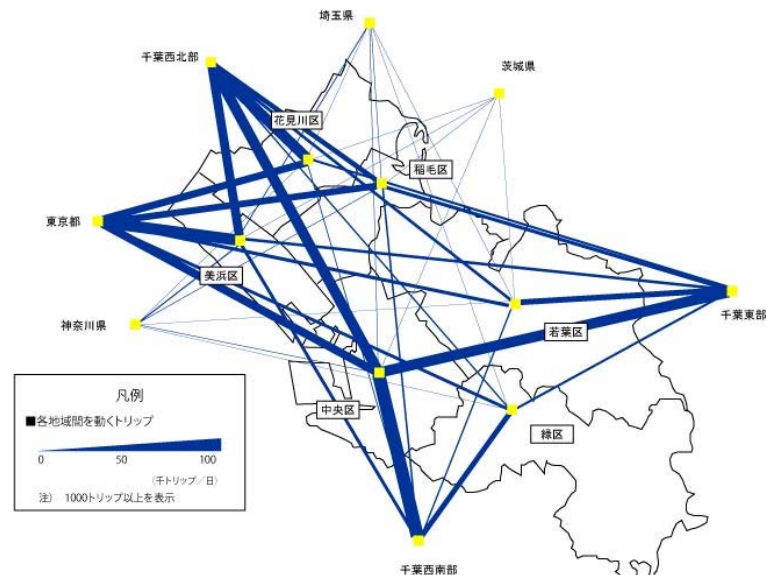 埼玉県
千葉西北部
茨城県
花見川区
稲毛区
東京都
美浜区
神奈川県
千葉東部
若葉区
中央区
緑区
千葉西南部
凡例
■各地域間を動くトリップ
0 50 100
(千トリップ/日)
注) 1000トリップ以上を表示